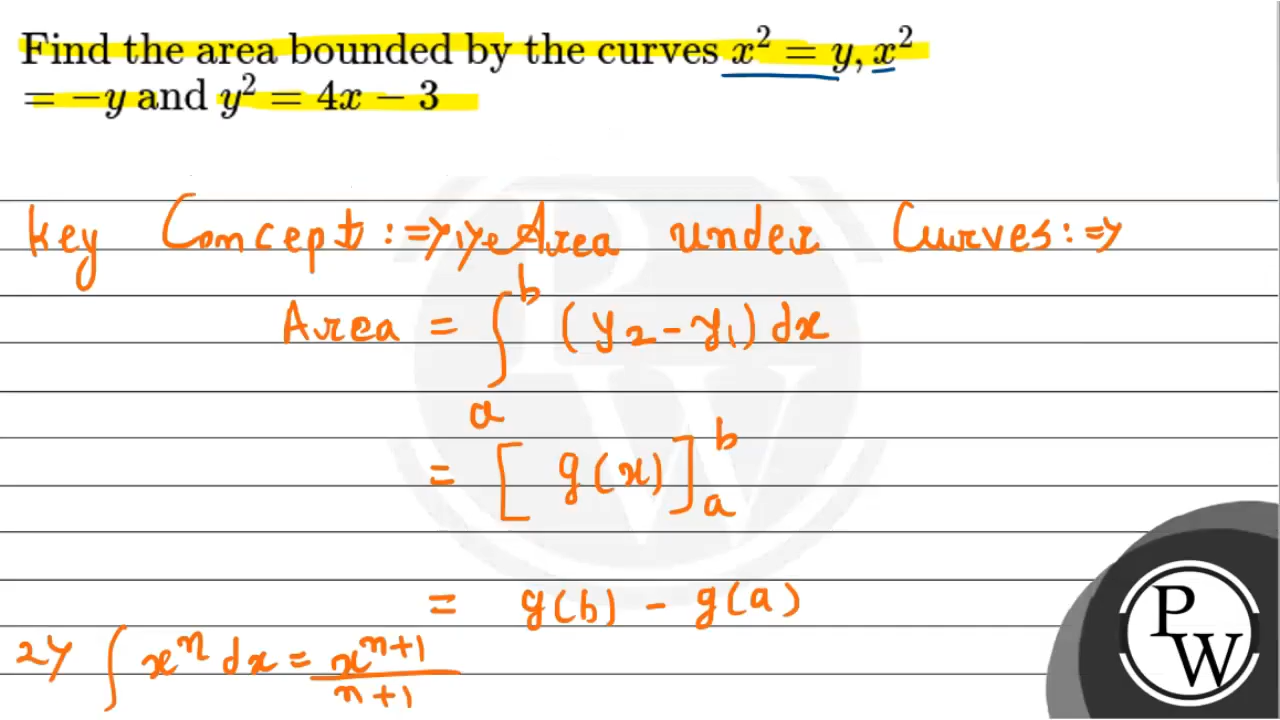 Find the area bounded by the curves x² = y, x²
= −y and y² = 4x − 3
Key Concept :⇒ 1) Area under Curves :⇒
Area = ∫ₐᵇ (y₂ − y₁) dx
= [ g(x) ]ₐᵇ
= g(b) − g(a)
2) ∫ xⁿ dx = xⁿ⁺¹/n+1
PW
PW